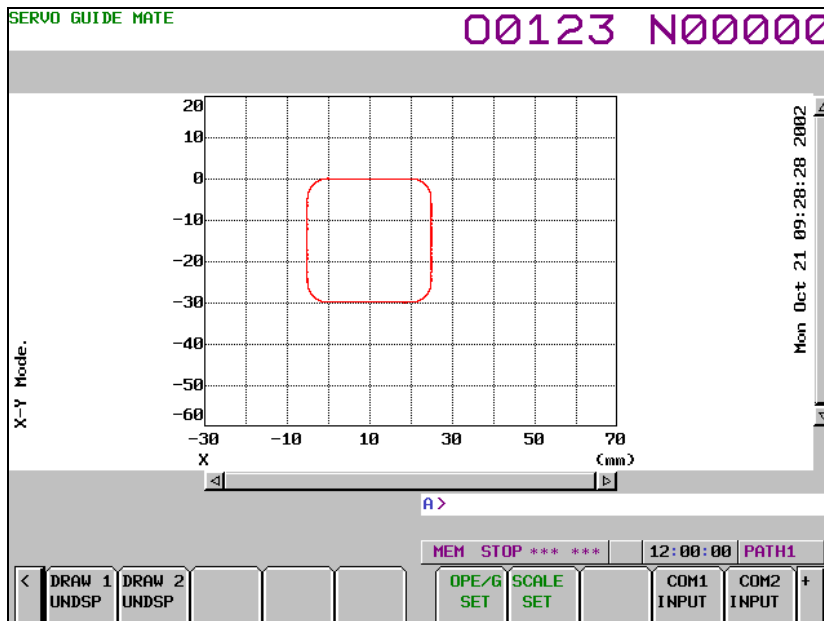 SERVO GUIDE MATE
O0123 N00000
20
10
0
-10
-20
-30
-40
-50
-60
-30 -10 10 30 50 70
X (mm)
X-Y Mode.
Mon Oct 21 09:28:28 2002
A>
MEM STOP *** *** 12:00:00 PATH1
< DRAW 1 DRAW 2 OPE/G SCALE COM1 COM2 +
UNDSP UNDSP SET SET INPUT INPUT